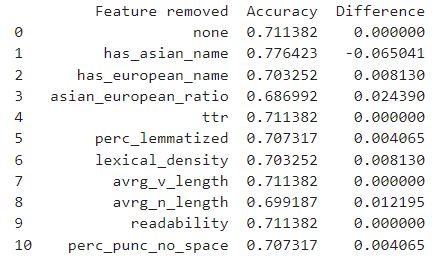 Feature removed Accuracy Difference
0 none 0.711382 0.000000
1 has_asian_name 0.776423 -0.065041
2 has_european_name 0.703252 0.008130
3 asian_european_ratio 0.686992 0.024390
4 ttr 0.711382 0.000000
5 perc_lemmatized 0.707317 0.004065
6 lexical_density 0.703252 0.008130
7 avrg_v_length 0.711382 0.000000
8 avrg_n_length 0.699187 0.012195
9 readability 0.711382 0.000000
10 perc_punc_no_space 0.707317 0.004065